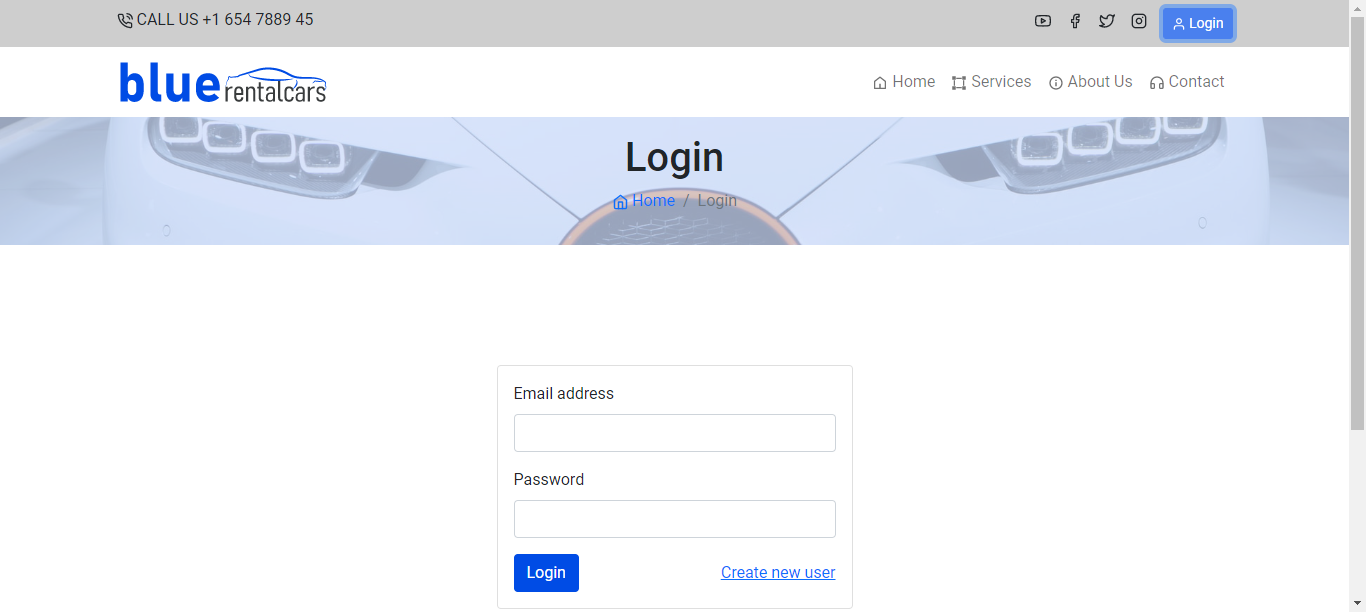 CALL US +1 654 7889 45
Login
blue rentalcars
Home Services About Us Contact
Login
Home / Login
Email address
Password
Login Create new user